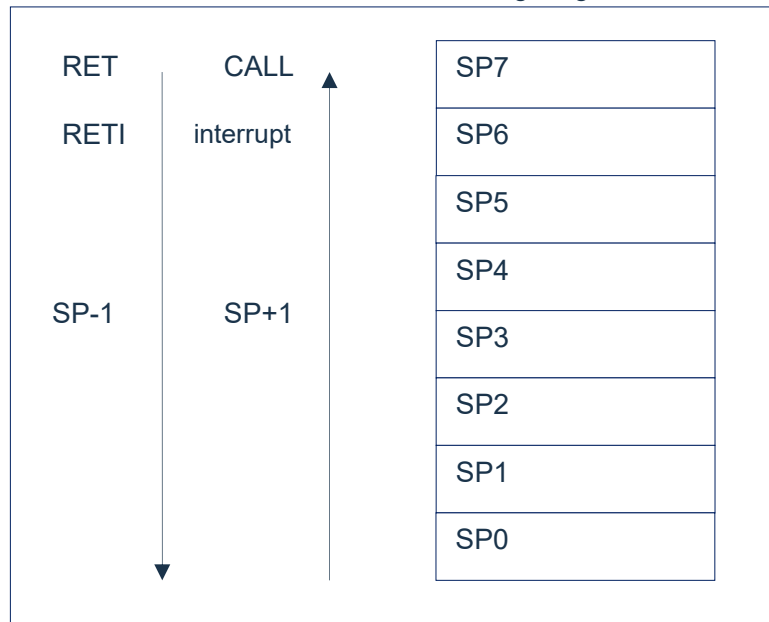 RET CALL SP7
RETI interrupt SP6
SP5
SP4
SP-1 SP+1
SP3
SP2
SP1
SP0